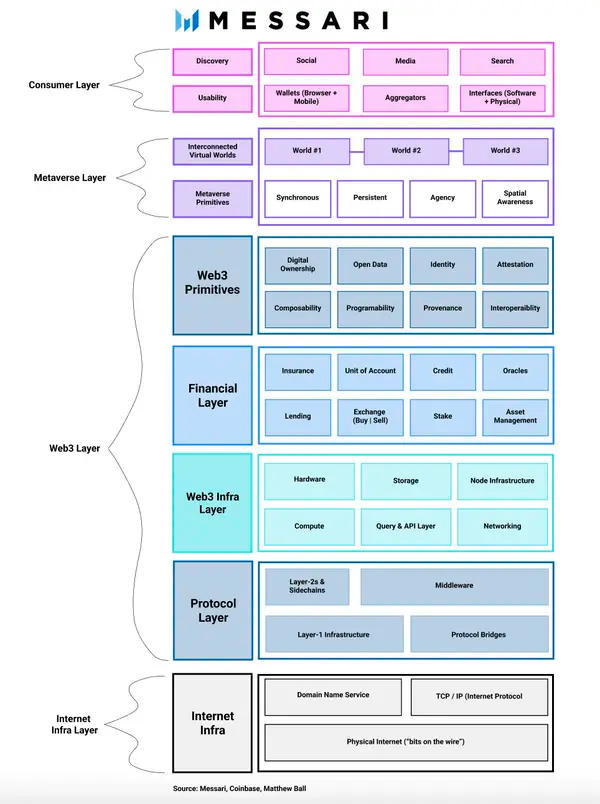 MESSARI
Consumer Layer
Discovery
Social
Media
Search
Usability
Wallets (Browser +
Mobile)
Aggregators
Interfaces (Software
+ Physical)
Metaverse Layer
Interconnected
Virtual Worlds
World #1
World #2
World #3
Metaverse
Primitives
Synchronous
Persistent
Agency
Spatial
Awareness
Web3 Layer
Web3
Primitives
Digital
Ownership
Open Data
Identity
Attestation
Composability
Programability
Provenance
Interoperaiblity
Financial
Layer
Insurance
Unit of Account
Credit
Oracles
Lending
Exchange
(Buy | Sell)
Stake
Asset
Management
Web3 Infra
Layer
Hardware
Storage
Node Infrastructure
Compute
Query & API Layer
Networking
Protocol
Layer
Layer-2s &
Sidechains
Middleware
Layer-1 Infrastructure
Protocol Bridges
Internet
Infra Layer
Internet
Infra
Domain Name Service
TCP / IP (Internet Protocol
Physical Internet (“bits on the wire”)
Source: Messari, Coinbase, Matthew Ball